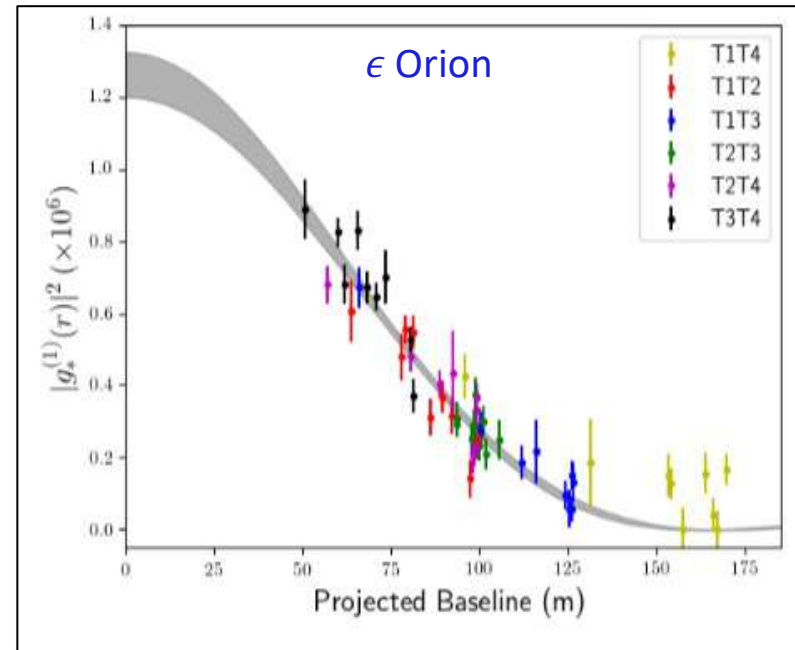 ϵ Orion
T1T4
T1T2
T1T3
T2T3
T2T4
T3T4
1.4
1.2
1.0
0.8
0.6
0.4
0.2
0.0
|g∗⁽¹⁾(r)|² (×10⁶)
0 25 50 75 100 125 150 175
Projected Baseline (m)